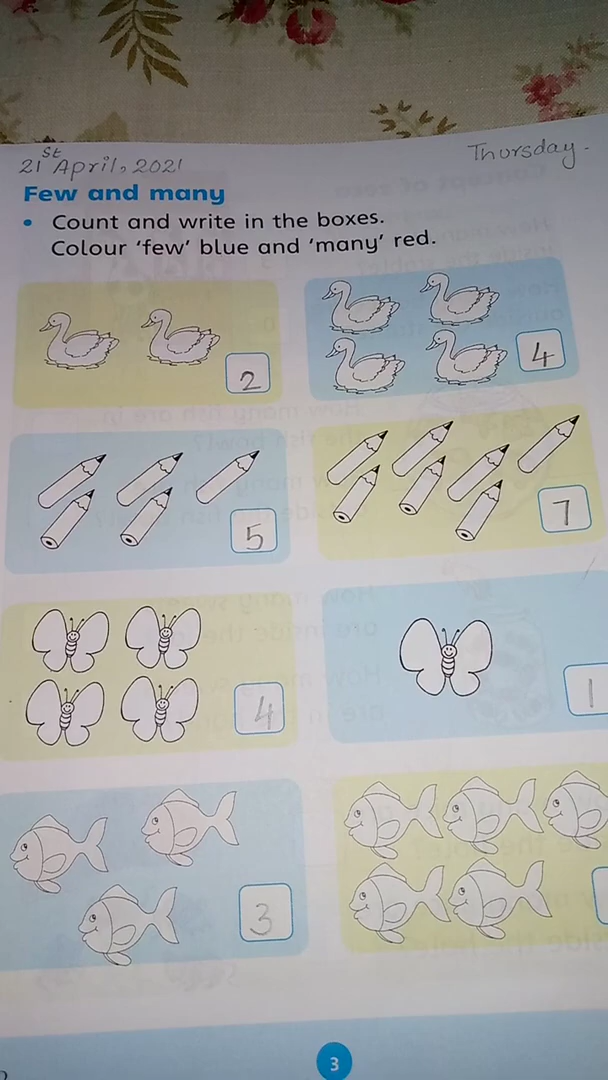 21st April, 2021
Thursday.
Few and many
• Count and write in the boxes.
Colour 'few' blue and 'many' red.
2
4
5
7
4
1
3
3